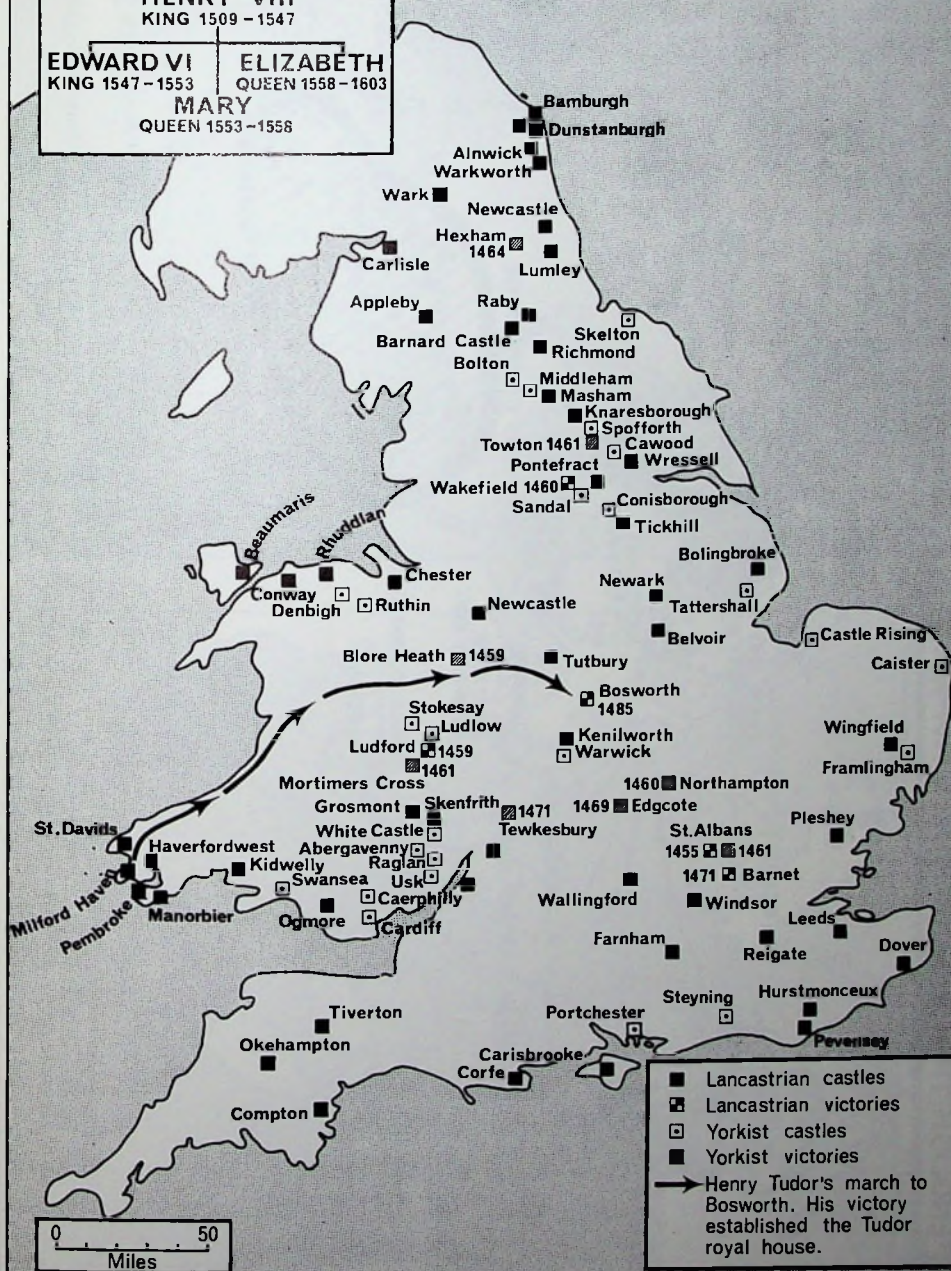 HENRY VIII
KING 1509–1547
EDWARD VI ELIZABETH
KING 1547–1553 QUEEN 1558–1603
MARY
QUEEN 1553–1558
Bamburgh
Dunstanburgh
Alnwick
Warkworth
Wark
Newcastle
Hexham
1464
Lumley
Carlisle
Appleby
Raby
Barnard Castle
Skelton
Richmond
Bolton
Middleham
Masham
Knaresborough
Spofforth
Towton 1461
Cawood
Wressell
Pontefract
Wakefield 1460
Sandal
Conisborough
Tickhill
Beaumaris
Rhuddlan
Bolingbroke
Chester
Conway
Denbigh
Ruthin
Newcastle
Newark
Tattershall
Belvoir
Castle Rising
Blore Heath 1459
Tutbury
Caister
Bosworth
1485
Stokesay
Ludlow
Ludford 1459
1461
Mortimers Cross
Kenilworth
Warwick
Wingfield
Framlingham
1460 Northampton
Grosmont
Skenfrith
1471
1469 Edgcote
St.Davids
White Castle
Tewkesbury
St.Albans
Pleshey
Haverfordwest
Abergavenny
1455 1461
Kidwelly
Raglan
1471 Barnet
Swansea
Usk
Milford Haven
Caerphilly
Wallingford
Windsor
Pembroke
Manorbier
Ogmore
Cardiff
Leeds
Farnham
Reigate
Dover
Tiverton
Portchester
Steyning
Hurstmonceux
Okehampton
Carisbrooke
Pevensey
Corfe
Compton
Lancastrian castles
Lancastrian victories
Yorkist castles
Yorkist victories
Henry Tudor's march to
Bosworth. His victory
established the Tudor
royal house.
0 50
Miles